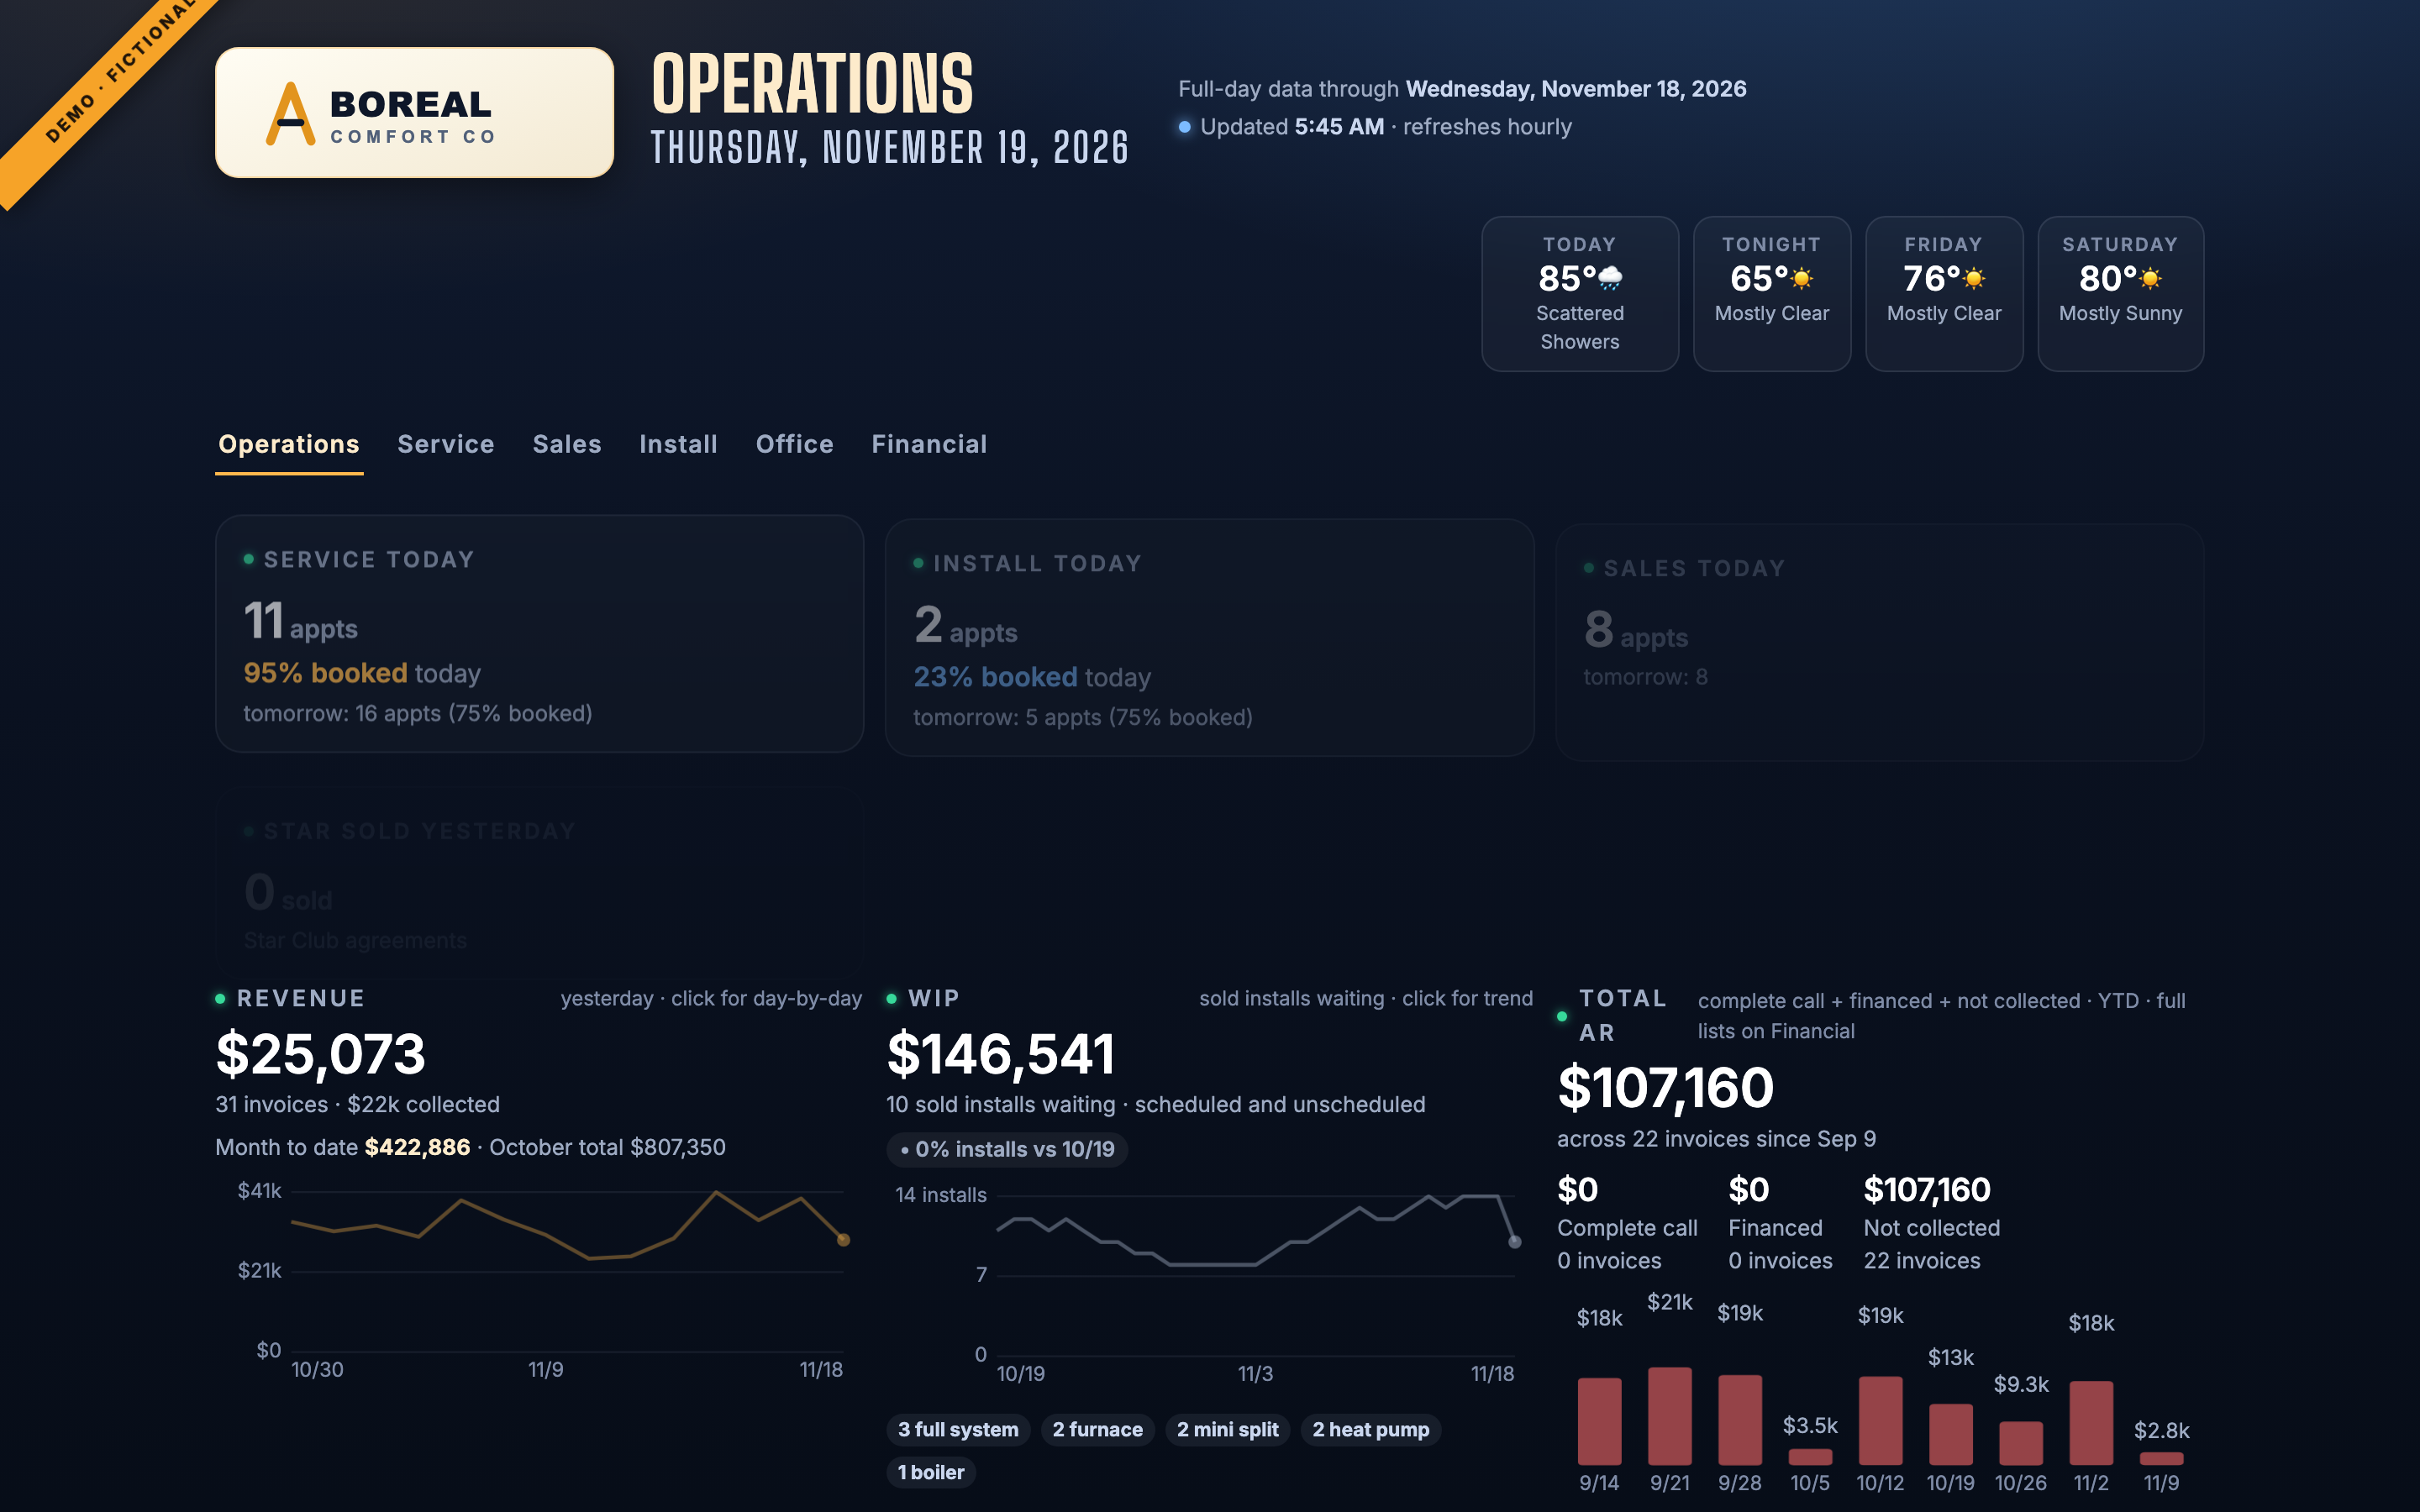 DEMO · FICTIONAL
BOREAL
COMFORT CO
OPERATIONS
THURSDAY, NOVEMBER 19, 2026
Full-day data through Wednesday, November 18, 2026
Updated 5:45 AM · refreshes hourly
TODAY
85°
Scattered
Showers
TONIGHT
65°
Mostly Clear
FRIDAY
76°
Mostly Clear
SATURDAY
80°
Mostly Sunny
Operations Service Sales Install Office Financial
SERVICE TODAY
11 appts
95% booked today
tomorrow: 16 appts (75% booked)
INSTALL TODAY
2 appts
23% booked today
tomorrow: 5 appts (75% booked)
SALES TODAY
8 appts
tomorrow: 8
STAR SOLD YESTERDAY
0 sold
Star Club agreements
REVENUE yesterday · click for day-by-day
$25,073
31 invoices · $22k collected
Month to date $422,886 · October total $807,350
$41k
$21k
$0
10/30 11/9 11/18
WIP sold installs waiting · click for trend
$146,541
10 sold installs waiting · scheduled and unscheduled
• 0% installs vs 10/19
14 installs
7
0
10/19 11/3 11/18
3 full system 2 furnace 2 mini split 2 heat pump
1 boiler
TOTAL
AR
complete call + financed + not collected · YTD · full
lists on Financial
$107,160
across 22 invoices since Sep 9
$0 $0 $107,160
Complete call Financed Not collected
0 invoices 0 invoices 22 invoices
$18k $21k $19k $3.5k $19k $13k $9.3k $18k $2.8k
9/14 9/21 9/28 10/5 10/12 10/19 10/26 11/2 11/9